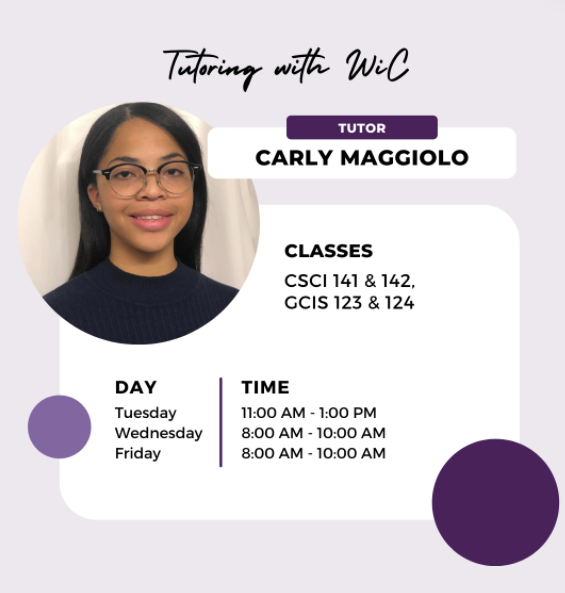 Tutoring with WiC
TUTOR
CARLY MAGGIOLO
CLASSES
CSCI 141 & 142,
GCIS 123 & 124
DAY TIME
Tuesday 11:00 AM - 1:00 PM
Wednesday 8:00 AM - 10:00 AM
Friday 8:00 AM - 10:00 AM